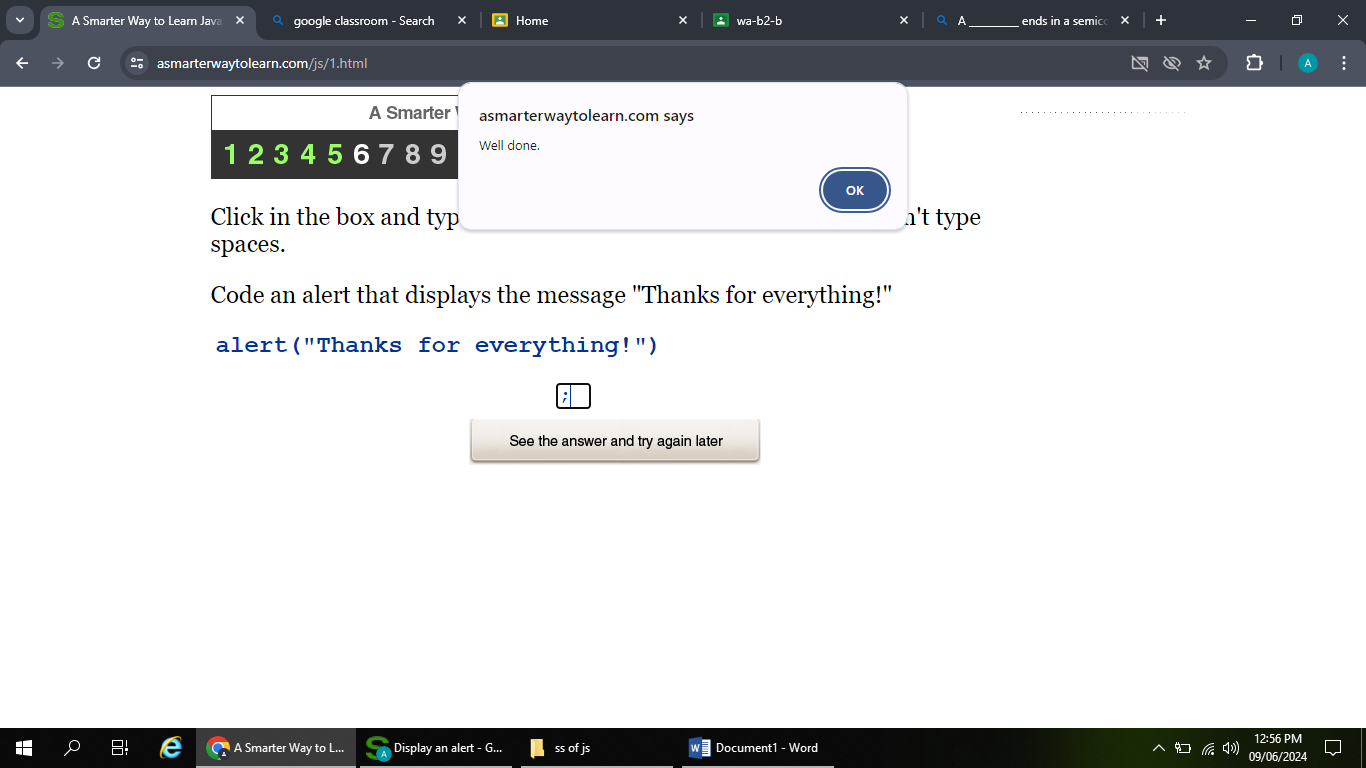 A Smarter Way to Learn Java
google classroom - Search
Home
wa-b2-b
A ________ ends in a semico
asmarterwaytolearn.com/js/1.html
A
A Smarter
asmarterwaytolearn.com says
Well done.
OK
1 2 3 4 5 6 7 8 9
Click in the box and typ n't type
spaces.
Code an alert that displays the message "Thanks for everything!"
alert("Thanks for everything!")
;
See the answer and try again later
A Smarter Way to L...
A
Display an alert - G...
ss of js
Document1 - Word
12:56 PM
09/06/2024